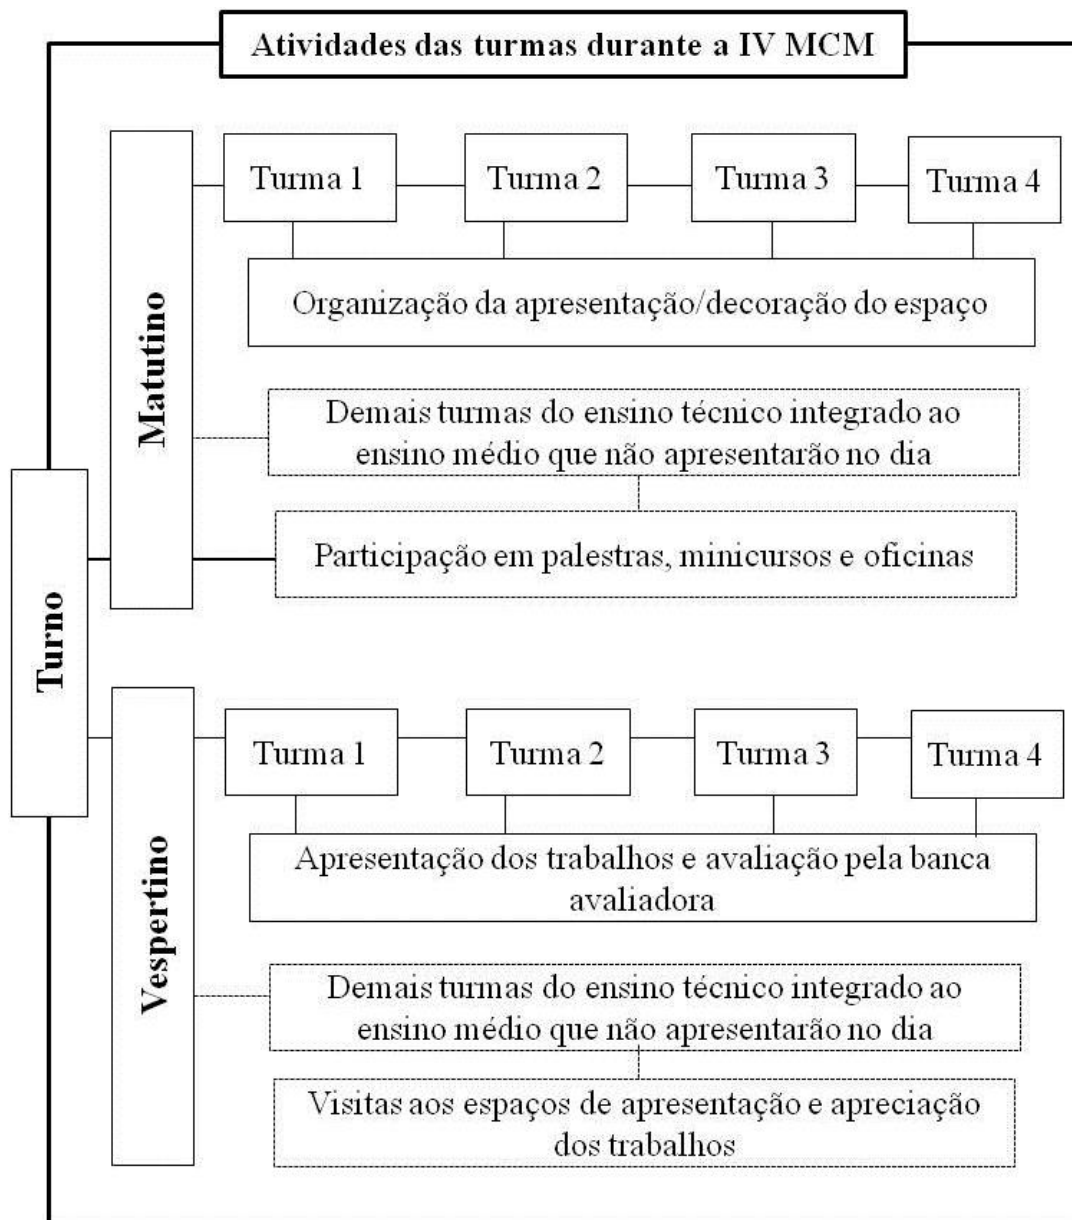 Atividades das turmas durante a IV MCM
Turno
Matutino
Turma 1
Turma 2
Turma 3
Turma 4
Organização da apresentação/decoração do espaço
Demais turmas do ensino técnico integrado ao
ensino médio que não apresentarão no dia
Participação em palestras, minicursos e oficinas
Vespertino
Turma 1
Turma 2
Turma 3
Turma 4
Apresentação dos trabalhos e avaliação pela banca
avaliadora
Demais turmas do ensino técnico integrado ao
ensino médio que não apresentarão no dia
Visitas aos espaços de apresentação e apreciação
dos trabalhos